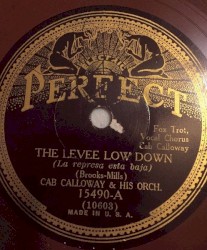 PERFECT
Fox Trot,
Vocal Chorus
Cab Calloway
THE LEVEE LOW DOWN
(La represa esta baja)
(Brooks-Mills)
CAB CALLOWAY & HIS ORCH.
15490-A
(10603)
MADE IN U. S. A.